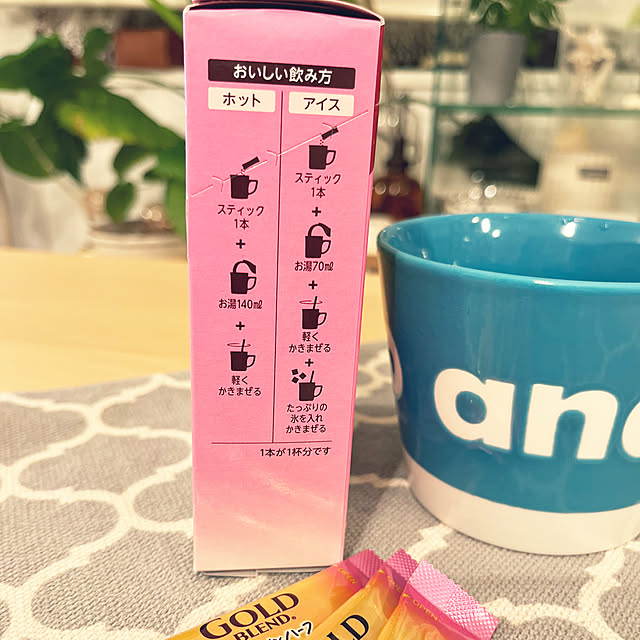 おいしい飲み方
ホット
スティック
1本
+
お湯140㎖
+
軽く
かきまぜる
アイス
スティック
1本
+
お湯70㎖
+
軽く
かきまぜる
+
たっぷりの
氷を入れ
かきまぜる
1本が1杯分です
and
GOLD
BLEND
OPEN